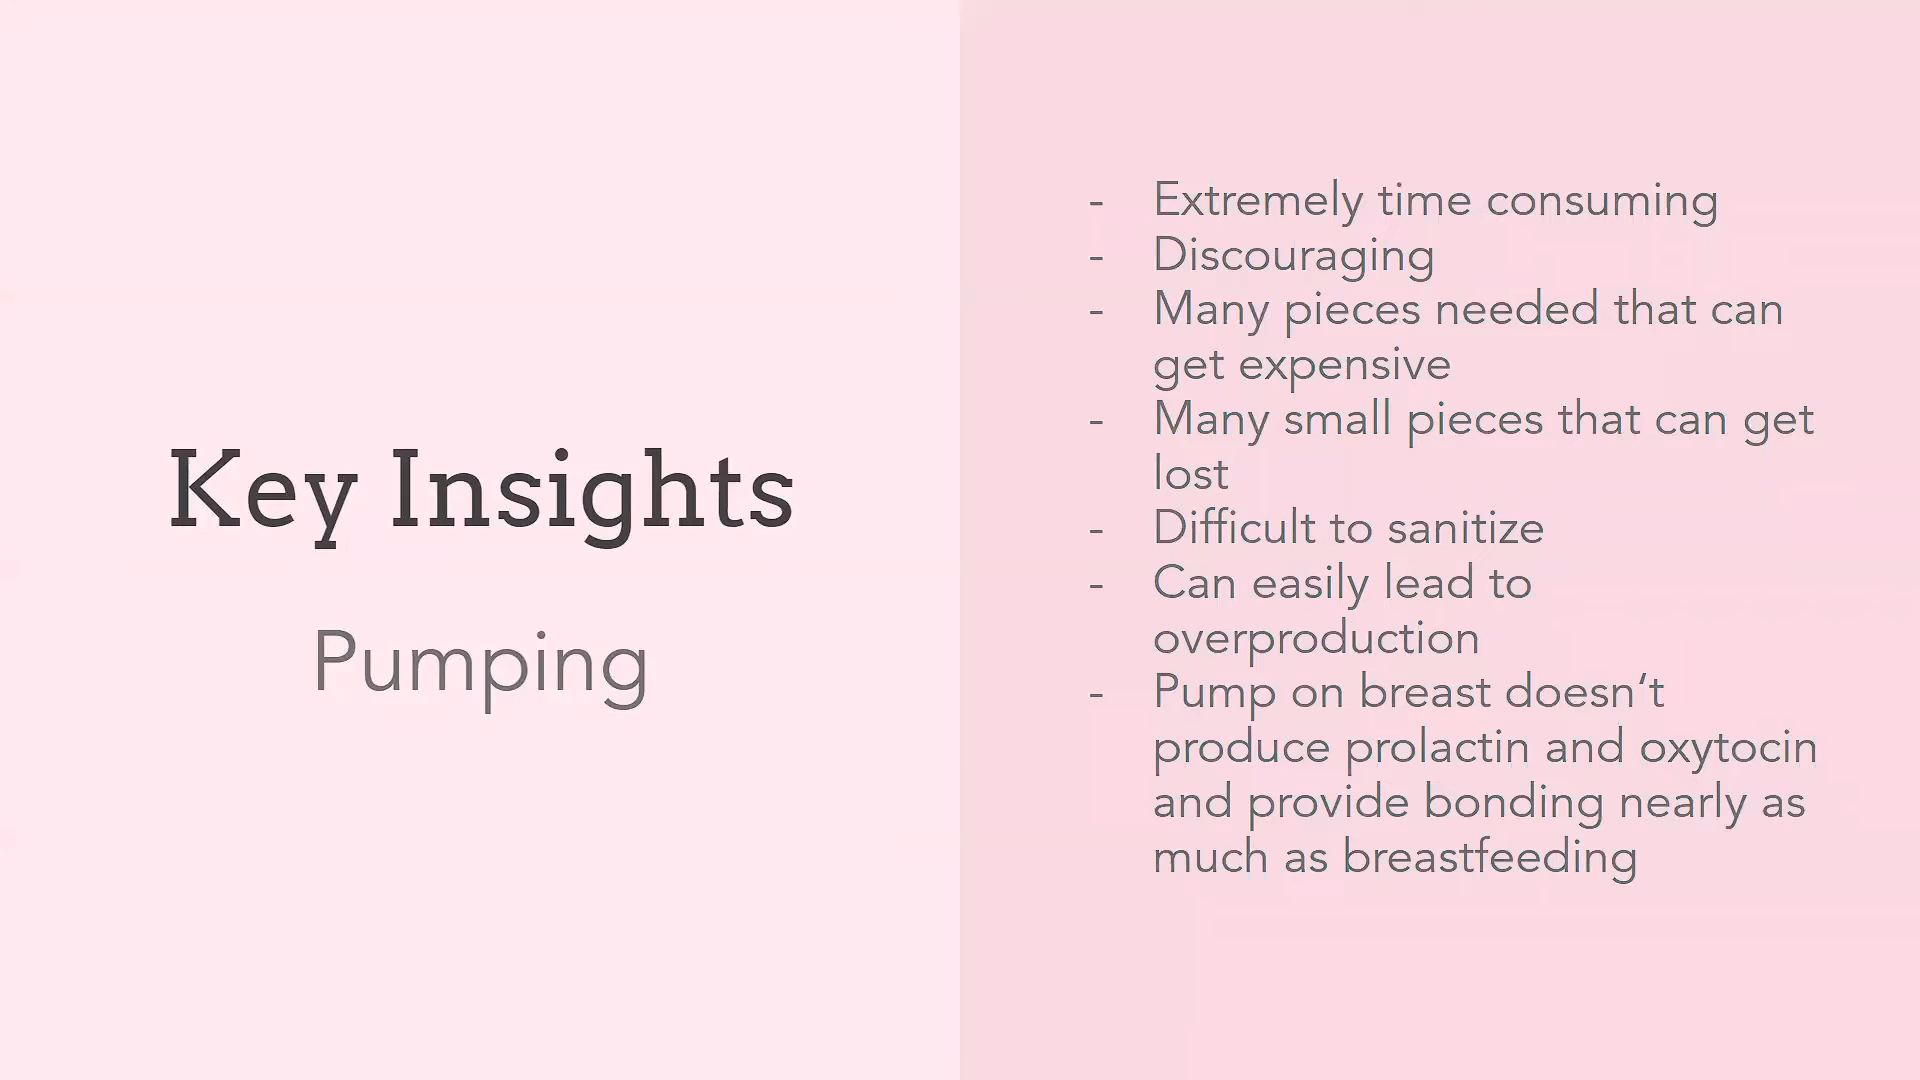 Key Insights
Pumping
- Extremely time consuming
- Discouraging
- Many pieces needed that can
get expensive
- Many small pieces that can get
lost
- Difficult to sanitize
- Can easily lead to
overproduction
- Pump on breast doesn’t
produce prolactin and oxytocin
and provide bonding nearly as
much as breastfeeding